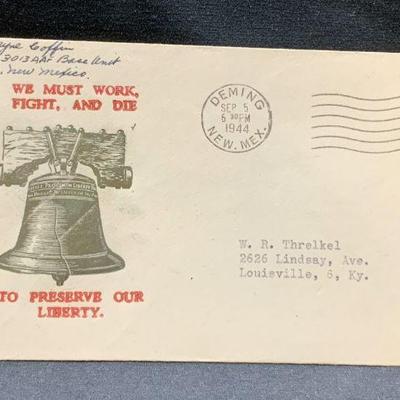 Coffin
3013 AAF Base Unit
New Mexico.
WE MUST WORK,
FIGHT, AND DIE
TO PRESERVE OUR
LIBERTY.
DEMING
SEP 5
6 30 PM
1944
NEW. MEX.
W. R. Threlkel
2626 Lindsay, Ave.
Louisville, 6, Ky.